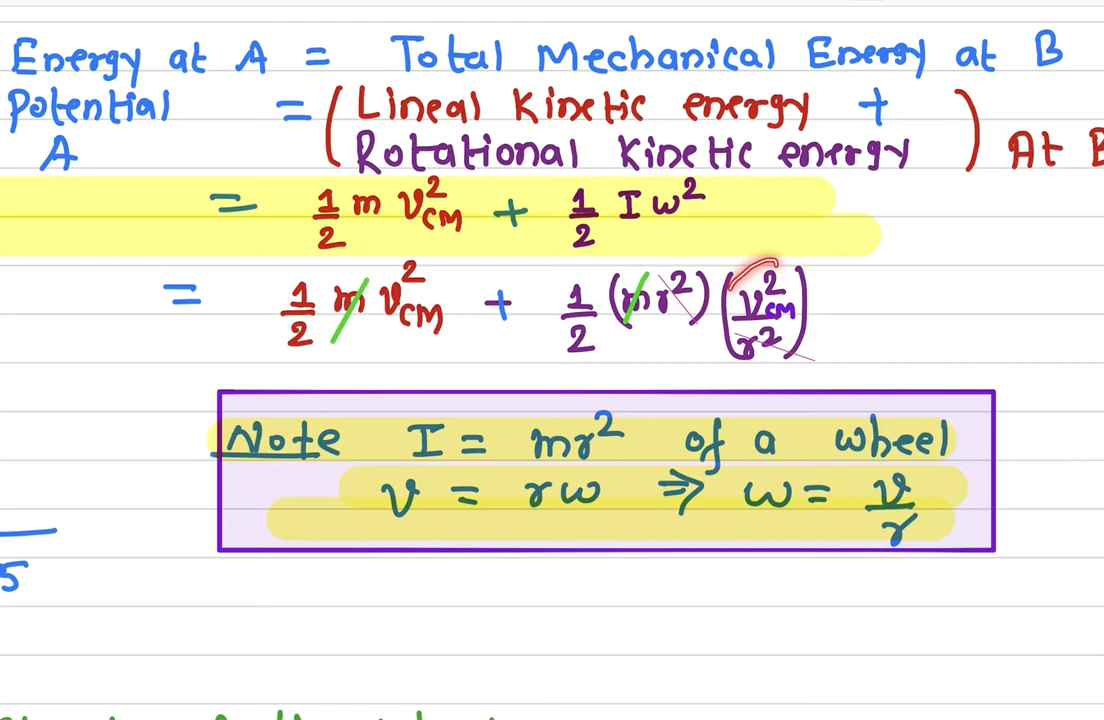 Energy at A = Total Mechanical Energy at B
Potential = ( Lineal Kinetic energy +
A Rotational Kinetic energy ) At B
= 1/2 m v²CM + 1/2 I ω²
= 1/2 m v²CM + 1/2 (mr²) (v²CM/r²)
Note I = mr² of a wheel
v = rω ⇒ ω = v/r
5